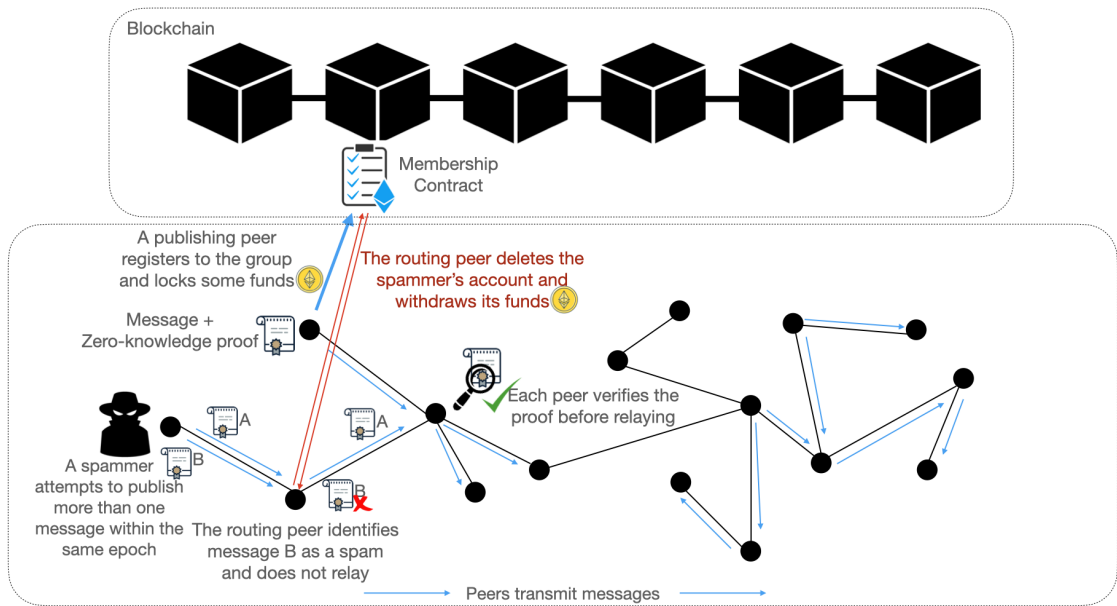 Blockchain
Membership
Contract
A publishing peer
registers to the group
and locks some funds
The routing peer deletes the
spammer's account and
withdraws its funds
Message +
Zero-knowledge proof
Each peer verifies the
proof before relaying
A
A
B
A spammer
attempts to publish
more than one
message within the
same epoch
B
The routing peer identifies
message B as a spam
and does not relay
Peers transmit messages